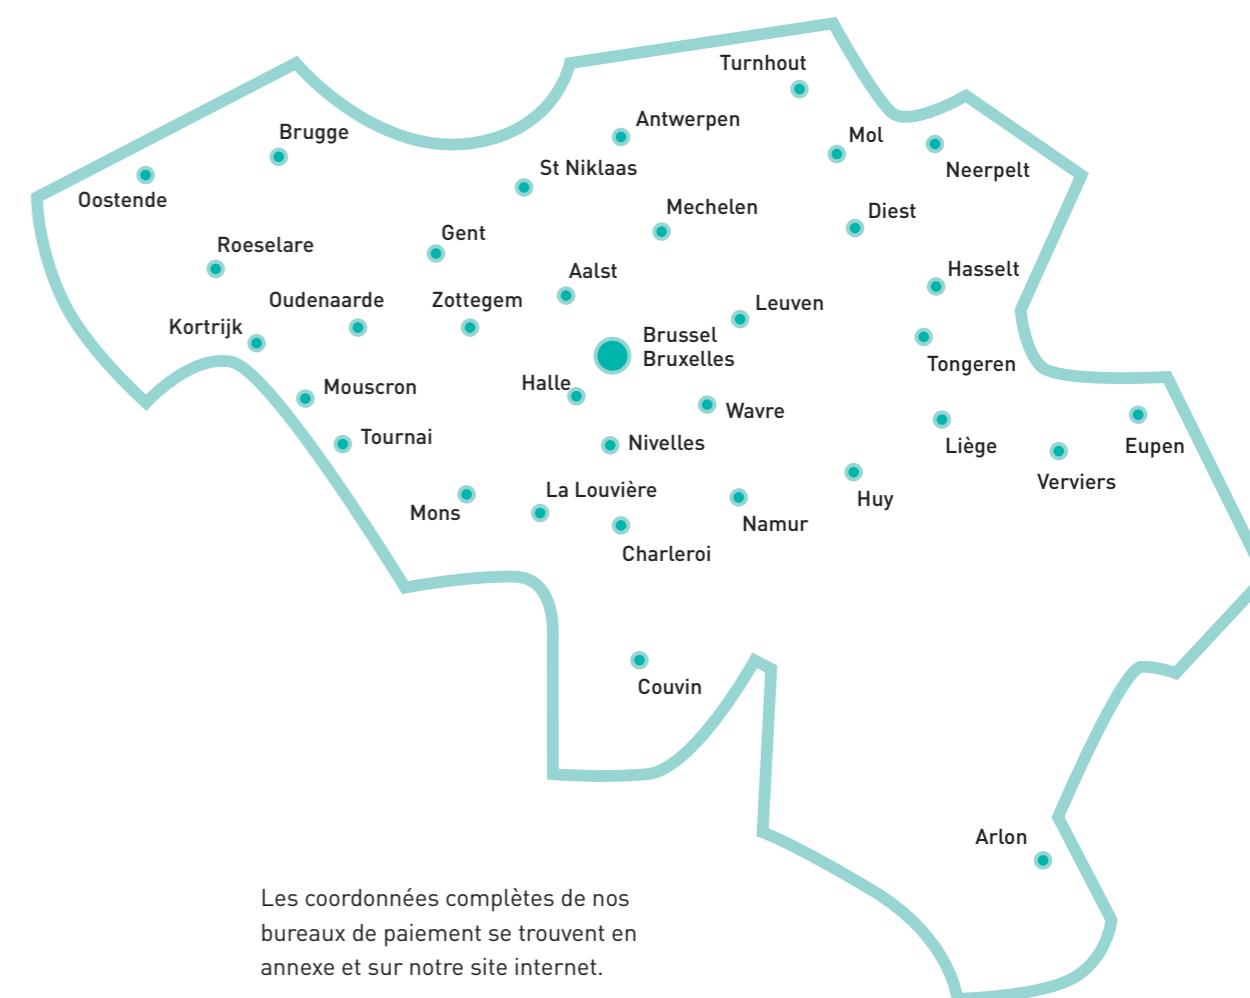 Turnhout
Antwerpen
Brugge
Mol
St Niklaas
Neerpelt
Oostende
Mechelen
Diest
Gent
Roeselare
Hasselt
Aalst
Oudenaarde
Zottegem
Leuven
Kortrijk
Brussel
Bruxelles
Tongeren
Halle
Mouscron
Wavre
Tournai
Nivelles
Liège
Eupen
Verviers
La Louvière
Huy
Mons
Namur
Charleroi
Couvin
Arlon
Les coordonnées complètes de nos
bureaux de paiement se trouvent en
annexe et sur notre site internet.